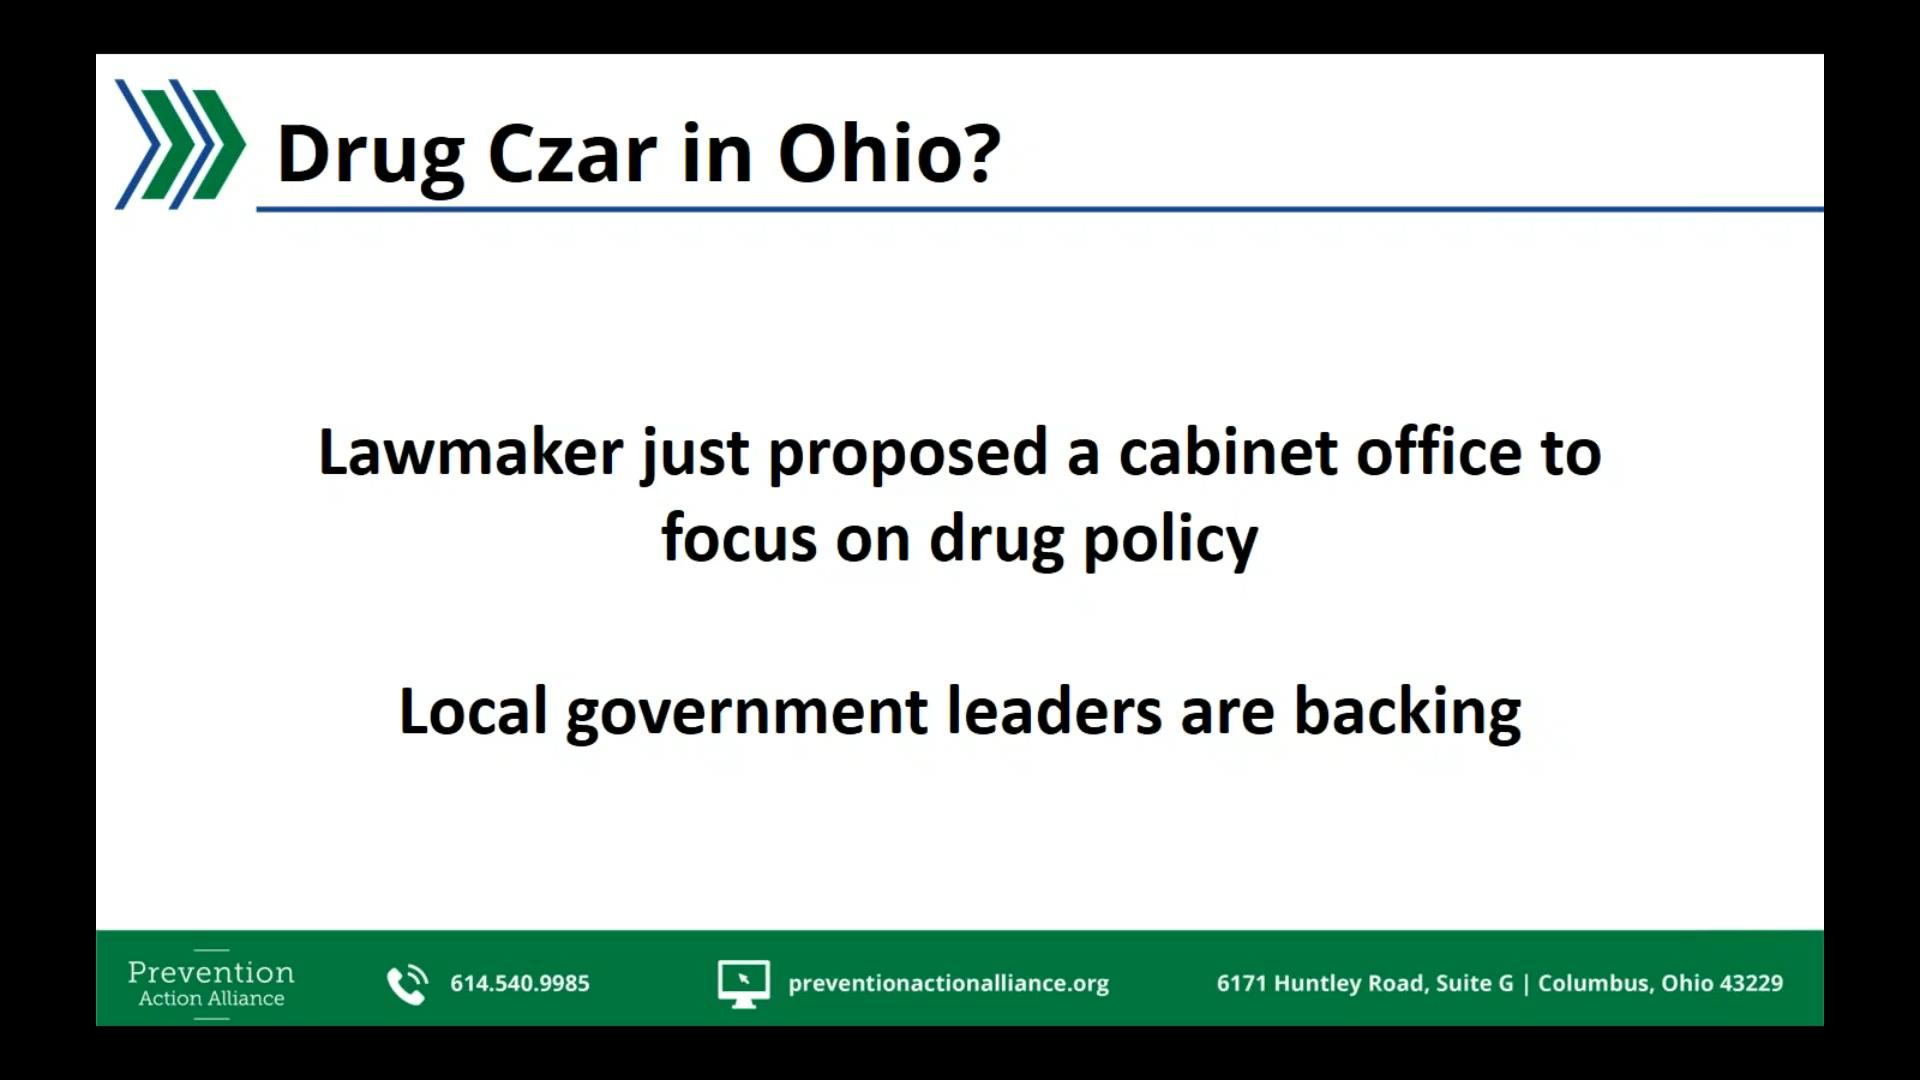 Drug Czar in Ohio?
Lawmaker just proposed a cabinet office to
focus on drug policy
Local government leaders are backing
Prevention
Action Alliance
614.540.9985
preventionactionalliance.org
6171 Huntley Road, Suite G | Columbus, Ohio 43229